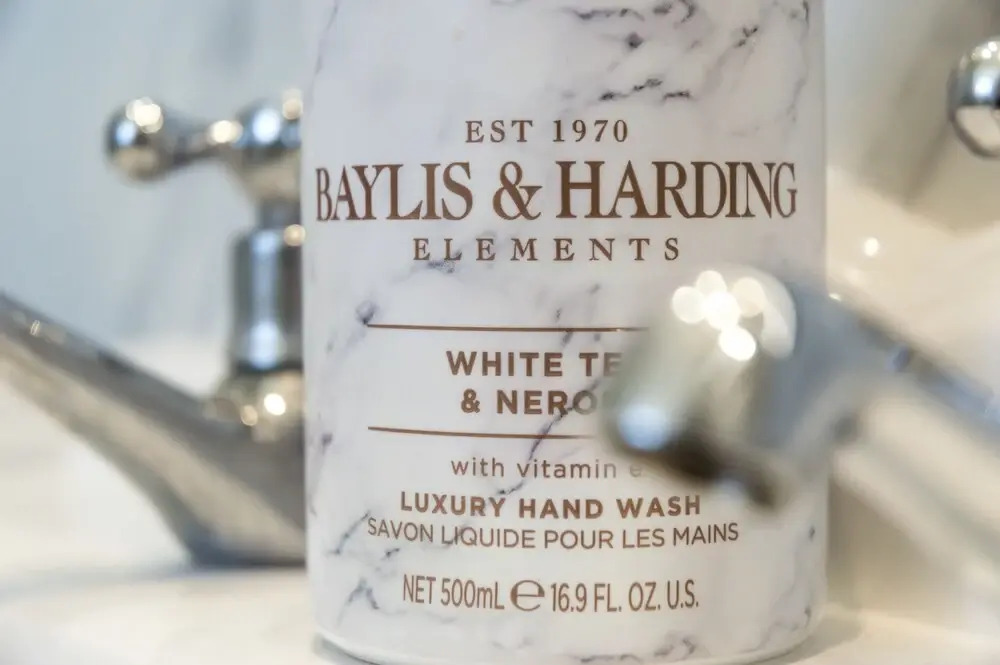 EST 1970
BAYLIS & HARDING
ELEMENTS
WHITE
&
with vitamin e
LUXURY HAND WASH
SAVON LIQUIDE POUR LES MAINS
NET 500mL ℮ 16.9 FL. OZ. U.S.